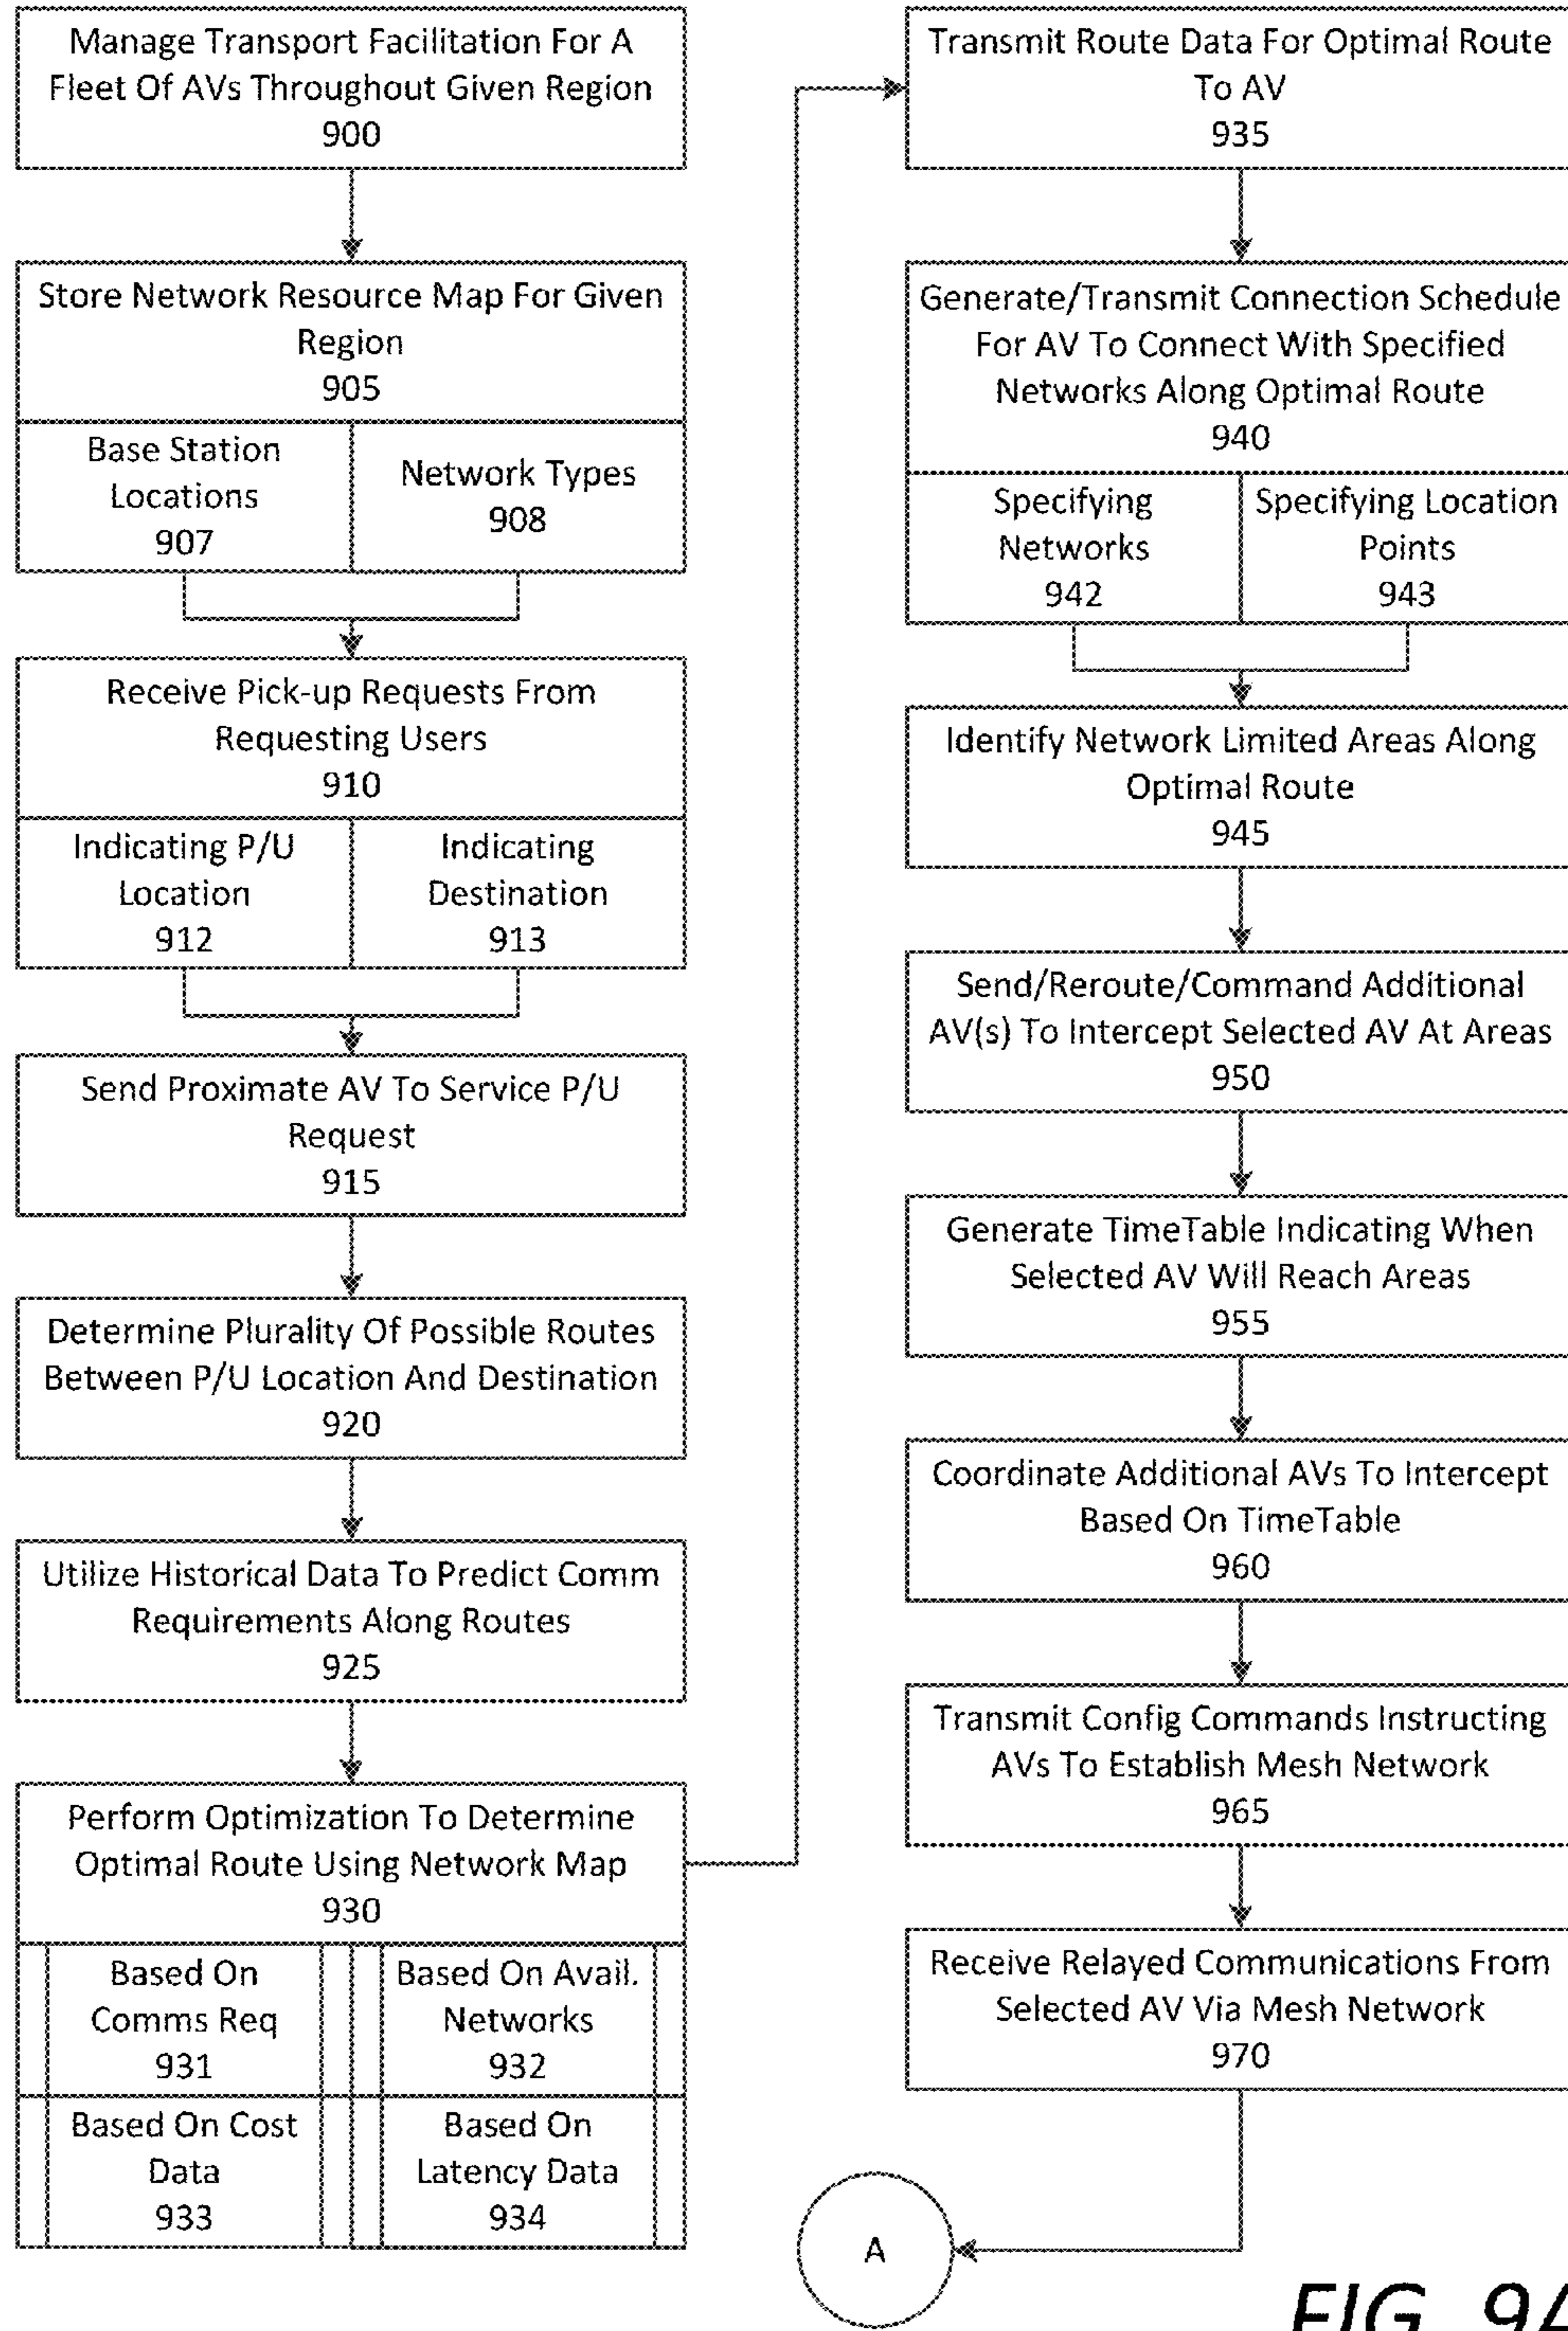 Manage Transport Facilitation For A
Fleet Of AVs Throughout Given Region
900
Store Network Resource Map For Given
Region
905
Base Station
Locations
907
Network Types
908
Receive Pick-up Requests From
Requesting Users
910
Indicating P/U
Location
912
Indicating
Destination
913
Send Proximate AV To Service P/U
Request
915
Determine Plurality Of Possible Routes
Between P/U Location And Destination
920
Utilize Historical Data To Predict Comm
Requirements Along Routes
925
Perform Optimization To Determine
Optimal Route Using Network Map
930
Based On
Comms Req
931
Based On Avail.
Networks
932
Based On Cost
Data
933
Based On
Latency Data
934
Transmit Route Data For Optimal Route
To AV
935
Generate/Transmit Connection Schedule
For AV To Connect With Specified
Networks Along Optimal Route
940
Specifying
Networks
942
Specifying Location
Points
943
Identify Network Limited Areas Along
Optimal Route
945
Send/Reroute/Command Additional
AV(s) To Intercept Selected AV At Areas
950
Generate TimeTable Indicating When
Selected AV Will Reach Areas
955
Coordinate Additional AVs To Intercept
Based On TimeTable
960
Transmit Config Commands Instructing
AVs To Establish Mesh Network
965
Receive Relayed Communications From
Selected AV Via Mesh Network
970
A
FIG. 9A